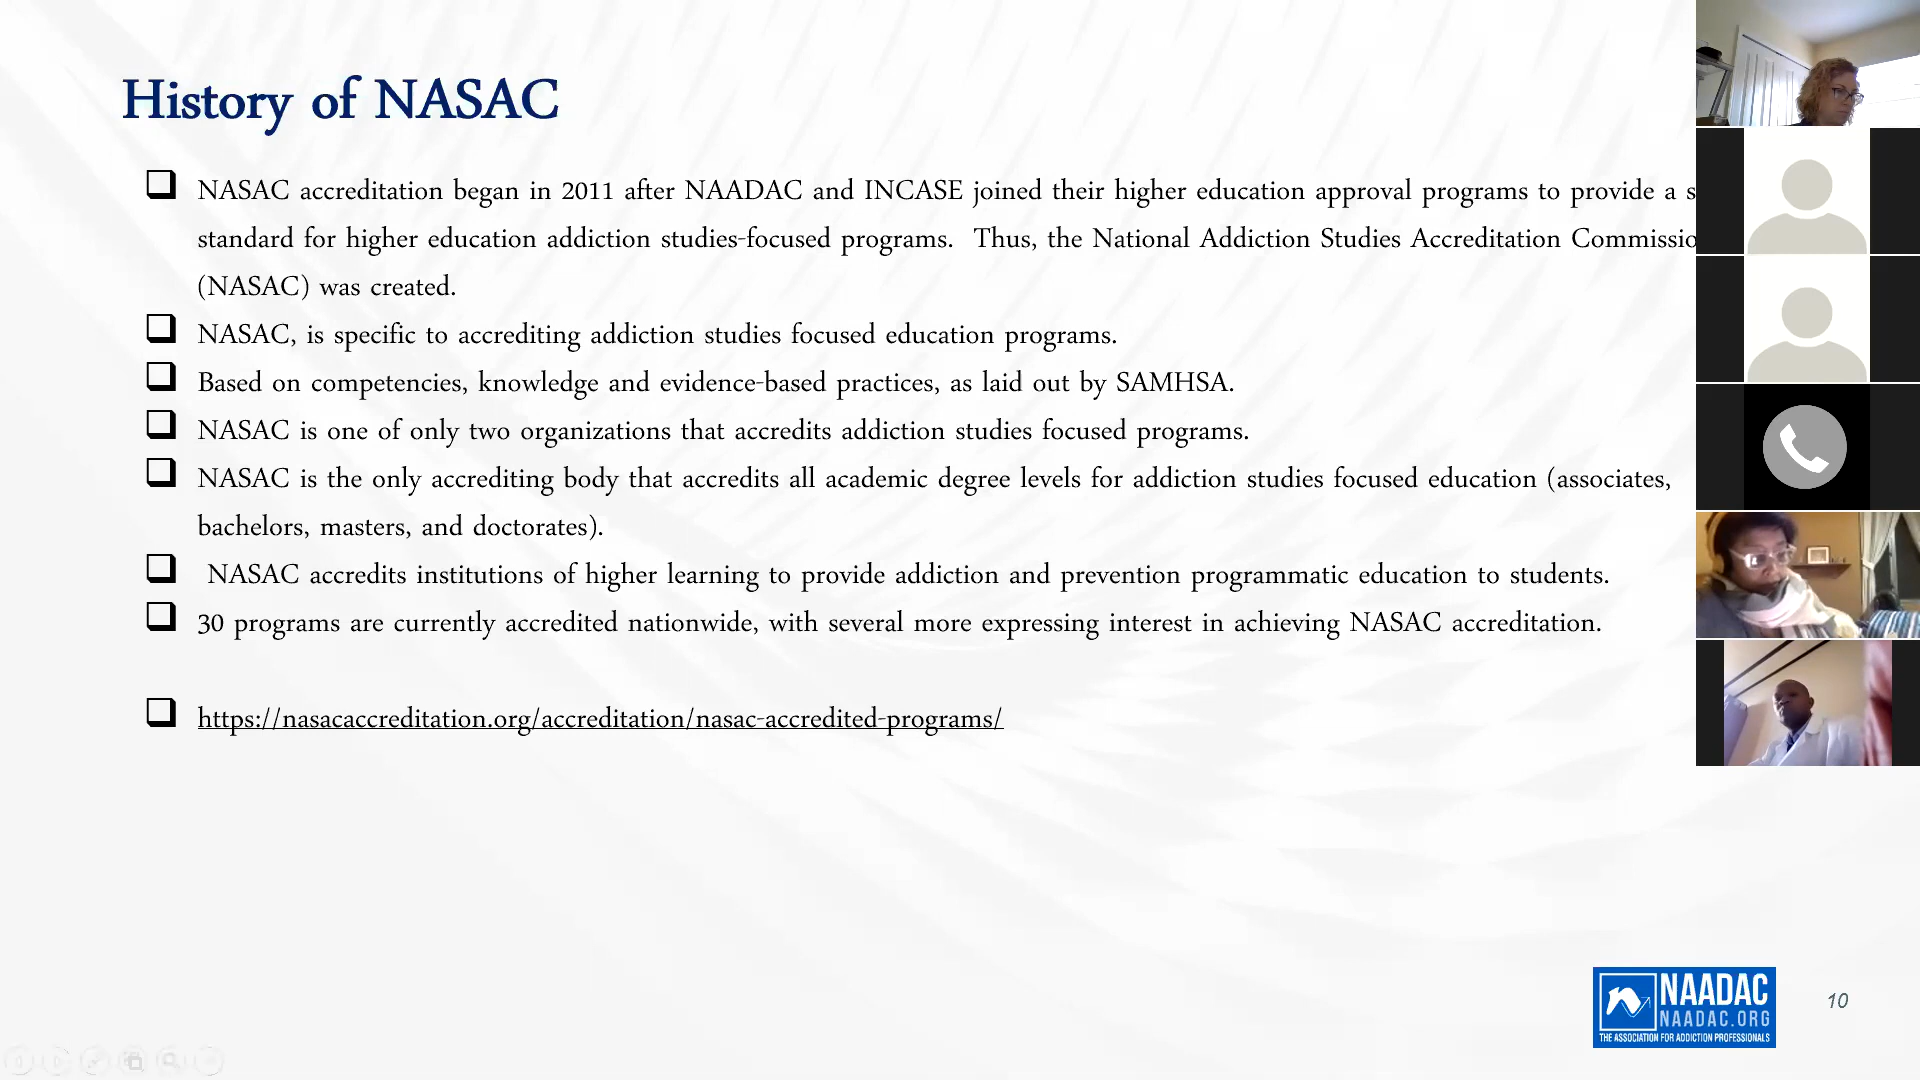 History of NASAC
NASAC accreditation began in 2011 after NAADAC and INCASE joined their higher education approval programs to provide a
standard for higher education addiction studies-focused programs. Thus, the National Addiction Studies Accreditation
(NASAC) was created.
NASAC, is specific to accrediting addiction studies focused education programs.
Based on competencies, knowledge and evidence-based practices, as laid out by SAMHSA.
NASAC is one of only two organizations that accredits addiction studies focused programs.
NASAC is the only accrediting body that accredits all academic degree levels for addiction studies focused education (associates,
bachelors, masters, and doctorates).
NASAC accredits institutions of higher learning to provide addiction and prevention programmatic education to students.
30 programs are currently accredited nationwide, with several more expressing interest in achieving NASAC accreditation.
https://nasacaccreditation.org/accreditation/nasac-accredited-programs/
NAADAC
NAADAC.ORG
THE ASSOCIATION FOR ADDICTION PROFESSIONALS
10